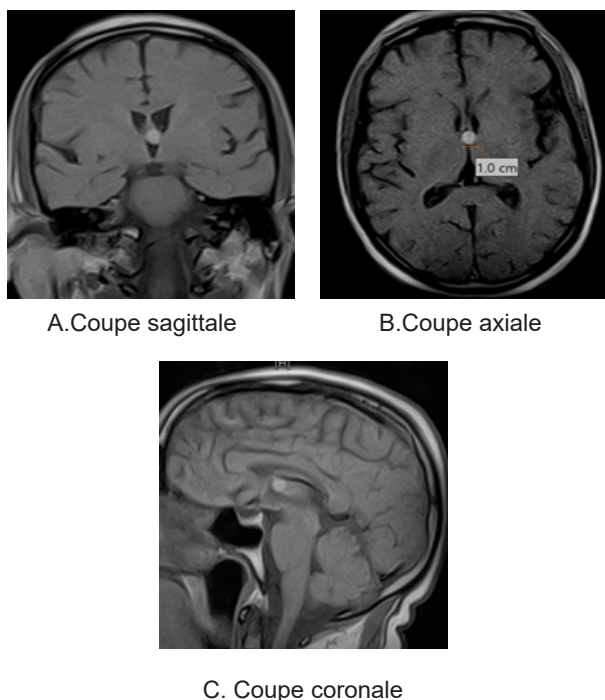 A.Coupe sagittale
1.0 cm
B.Coupe axiale
[H]
C. Coupe coronale